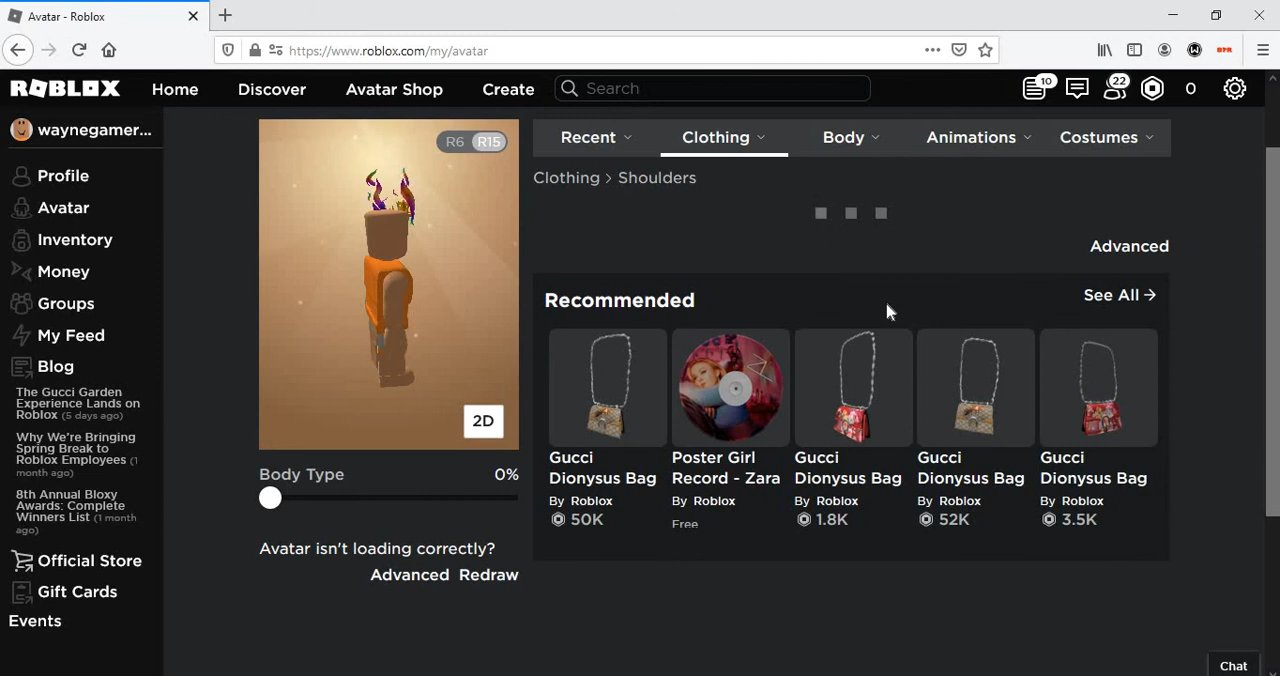 Avatar - Roblox
https://www.roblox.com/my/avatar
ROBLOX
Home
Discover
Avatar Shop
Create
Search
10
22
0
waynegamer...
Profile
Avatar
Inventory
Money
Groups
My Feed
Blog
The Gucci Garden
Experience Lands on
Roblox (5 days ago)
Why We're Bringing
Spring Break to
Roblox Employees (1
month ago)
8th Annual Bloxy
Awards: Complete
Winners List (1 month
ago)
Official Store
Gift Cards
Events
R6 R15
2D
Body Type 0%
Avatar isn't loading correctly?
Advanced Redraw
Recent
Clothing
Body
Animations
Costumes
Clothing > Shoulders
Advanced
Recommended
See All
Gucci
Dionysus Bag
By Roblox
50K
Poster Girl
Record - Zara
By Roblox
Free
Gucci
Dionysus Bag
By Roblox
1.8K
Gucci
Dionysus Bag
By Roblox
52K
Gucci
Dionysus Bag
By Roblox
3.5K
Chat